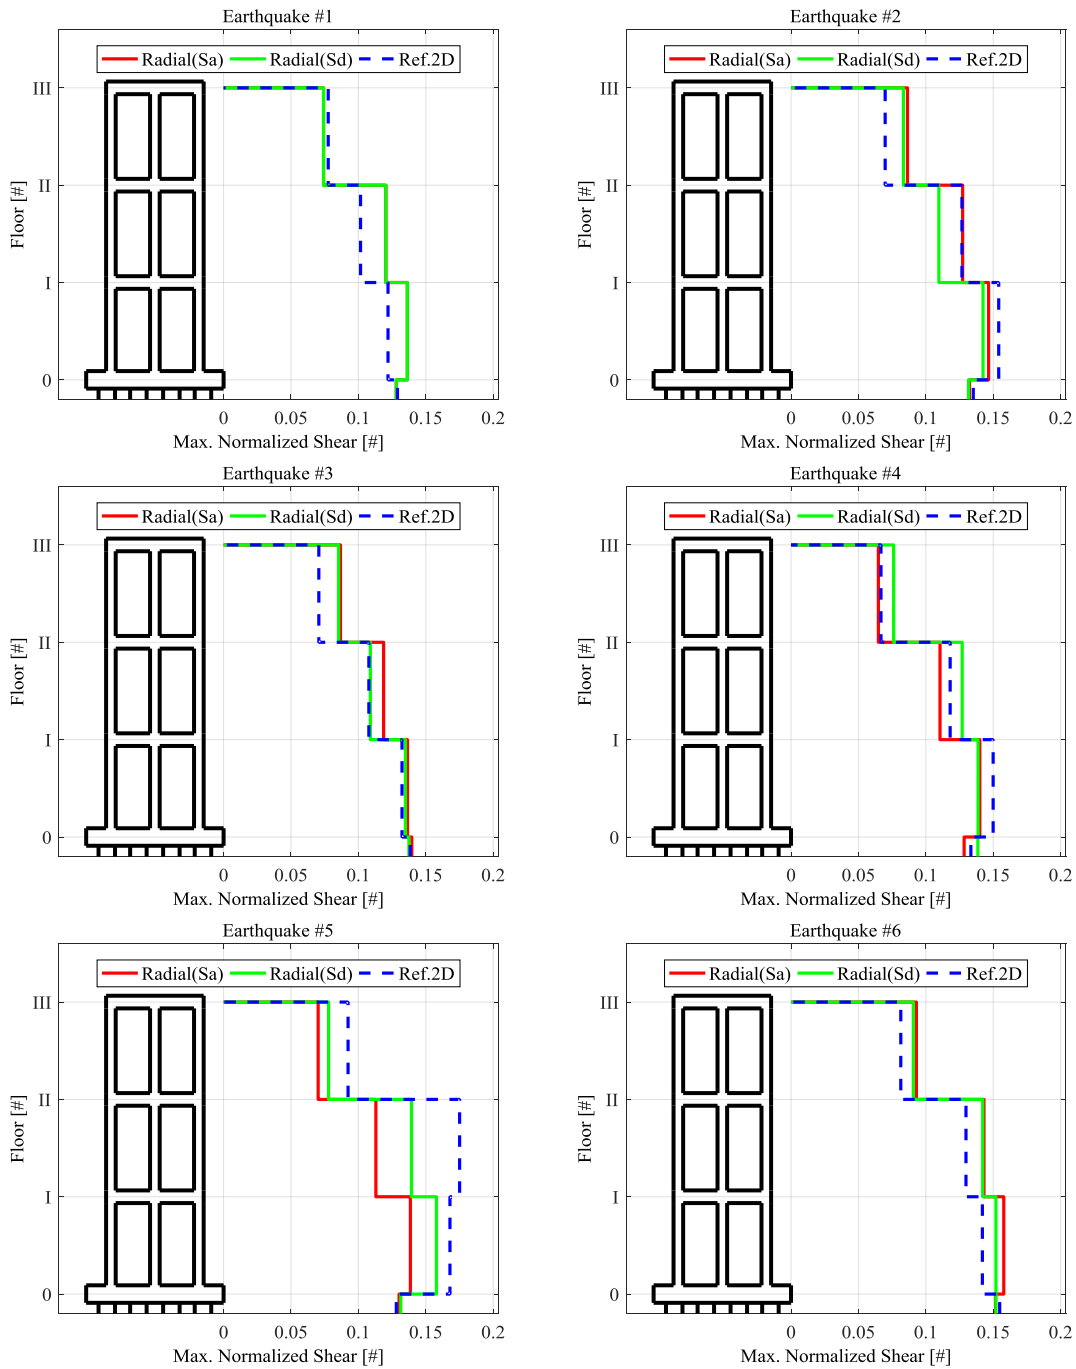 Earthquake #1
Radial(Sa) Radial(Sd) Ref.2D
III
II
I
0
Floor [#]
0 0.05 0.1 0.15 0.2
Max. Normalized Shear [#]
Earthquake #2
Radial(Sa) Radial(Sd) Ref.2D
III
II
I
0
Floor [#]
0 0.05 0.1 0.15 0.2
Max. Normalized Shear [#]
Earthquake #3
Radial(Sa) Radial(Sd) Ref.2D
III
II
I
0
Floor [#]
0 0.05 0.1 0.15 0.2
Max. Normalized Shear [#]
Earthquake #4
Radial(Sa) Radial(Sd) Ref.2D
III
II
I
0
Floor [#]
0 0.05 0.1 0.15 0.2
Max. Normalized Shear [#]
Earthquake #5
Radial(Sa) Radial(Sd) Ref.2D
III
II
I
0
Floor [#]
0 0.05 0.1 0.15 0.2
Max. Normalized Shear [#]
Earthquake #6
Radial(Sa) Radial(Sd) Ref.2D
III
II
I
0
Floor [#]
0 0.05 0.1 0.15 0.2
Max. Normalized Shear [#]